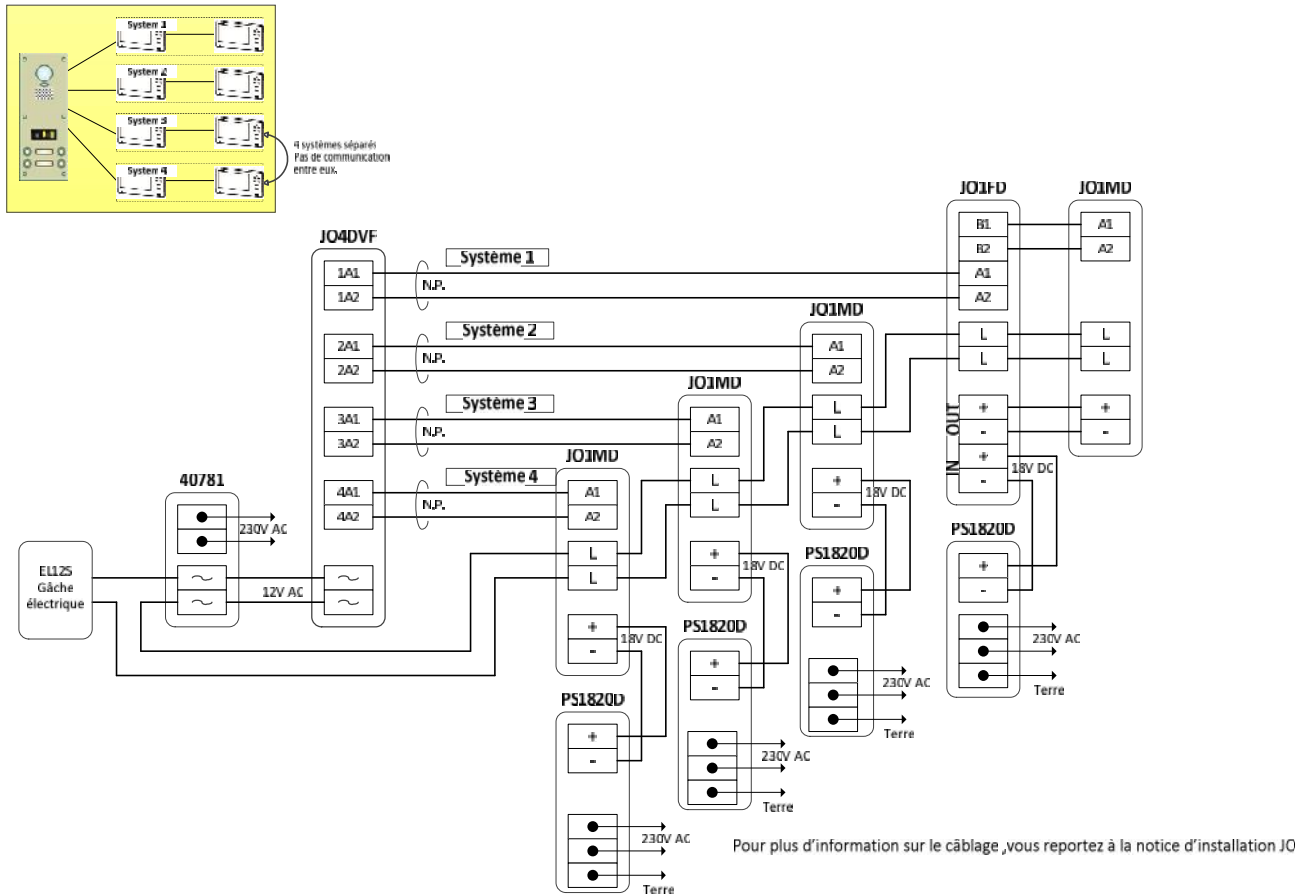 System 1
System 2
System 3
System 4
4 systèmes séparés
Pas de communication
entre eux.
JO4DVF
1A1
1A2
2A1
2A2
3A1
3A2
4A1
4A2
Système 1
N.P.
Système 2
N.P.
Système 3
N.P.
Système 4
N.P.
JO1FD
B1
B2
A1
A2
L
L
OUT
+
-
IN
+
-
18V DC
JO1MD
A1
A2
L
L
+
-
JO1MD
A1
A2
L
L
+
-
18V DC
JO1MD
A1
A2
L
L
+
-
18V DC
JO1MD
A1
A2
L
L
+
-
18V DC
40781
230V AC
12V AC
EL12S
Gâche
électrique
PS1820D
+
-
230V AC
Terre
PS1820D
+
-
230V AC
Terre
PS1820D
+
-
230V AC
Terre
PS1820D
+
-
230V AC
Terre
Pour plus d'information sur le câblage ,vous reportez à la notice d'installation JO